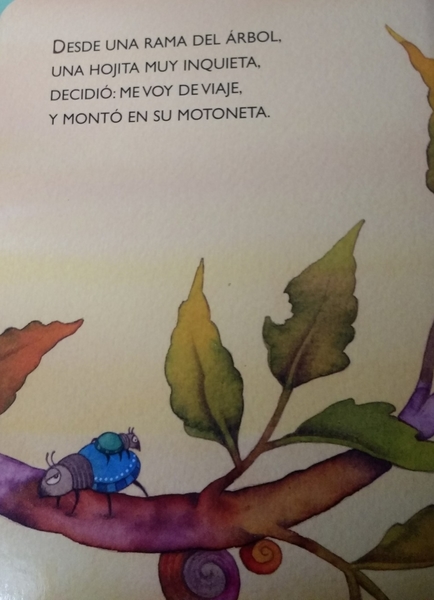 DESDE UNA RAMA DEL ÁRBOL,
UNA HOJITA MUY INQUIETA,
DECIDIÓ: ME VOY DE VIAJE,
Y MONTÓ EN SU MOTONETA.